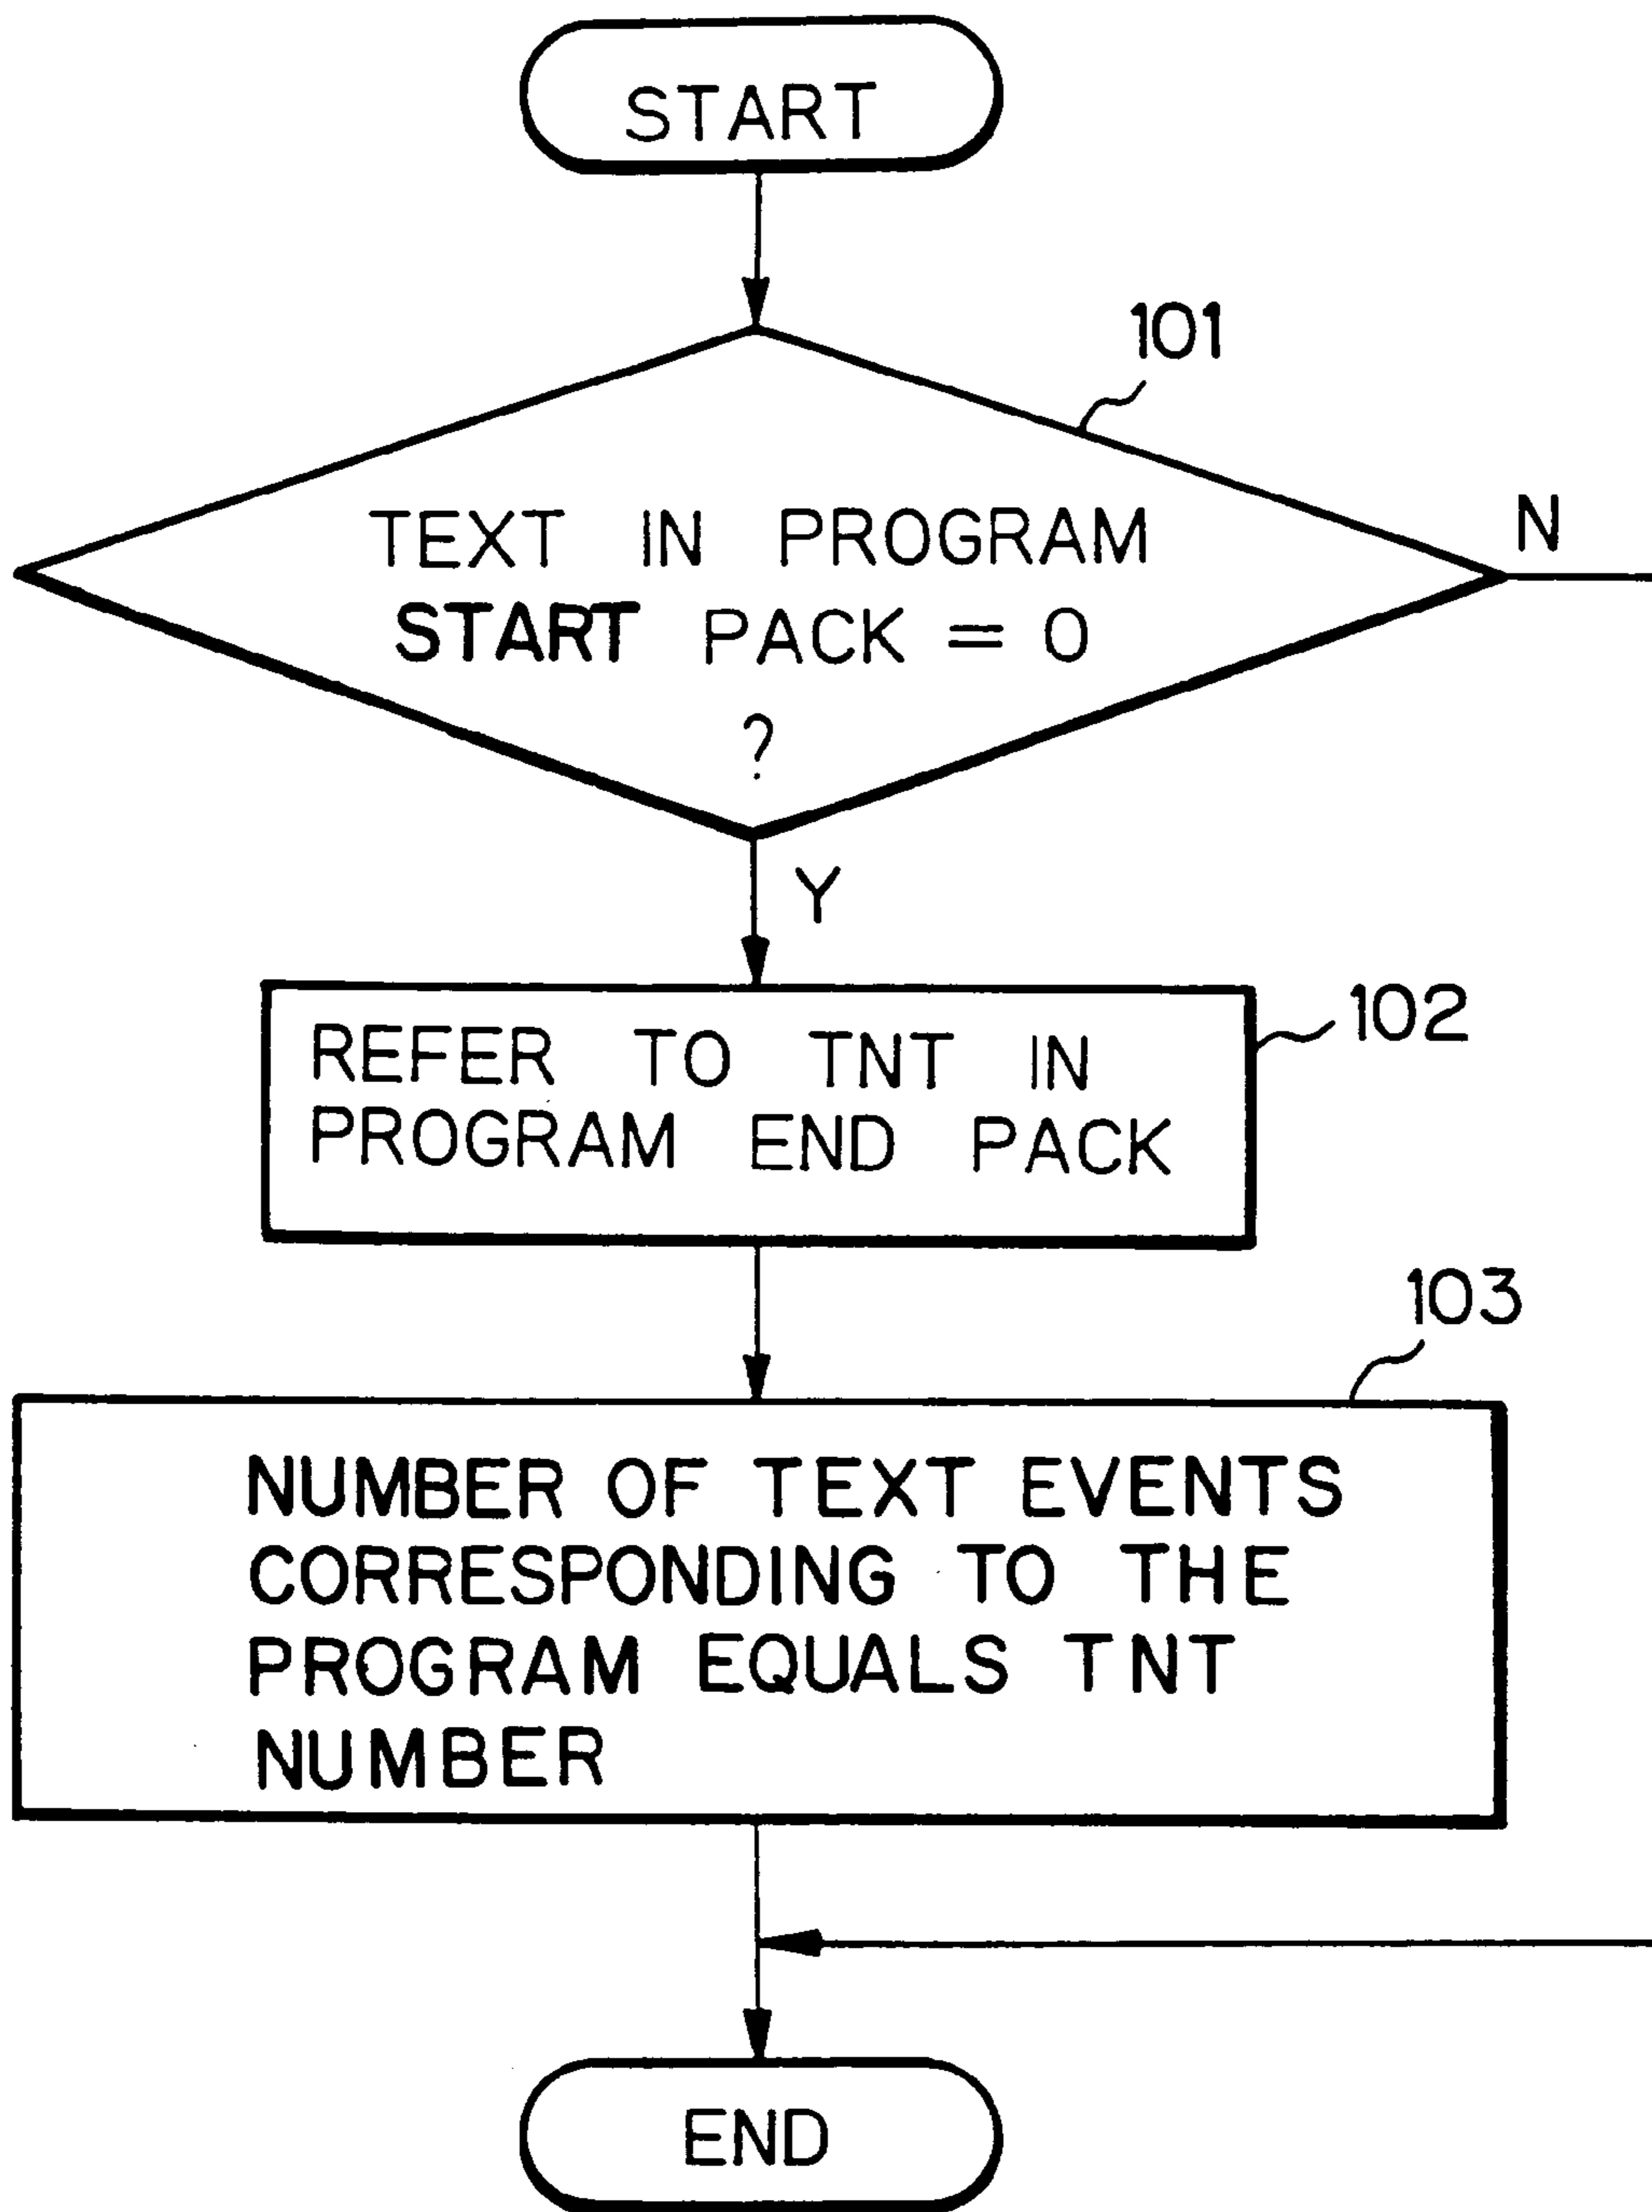 START
101
TEXT IN PROGRAM
START PACK = 0
?
N
Y
102
REFER TO TNT IN
PROGRAM END PACK
103
NUMBER OF TEXT EVENTS
CORRESPONDING TO THE
PROGRAM EQUALS TNT
NUMBER
END